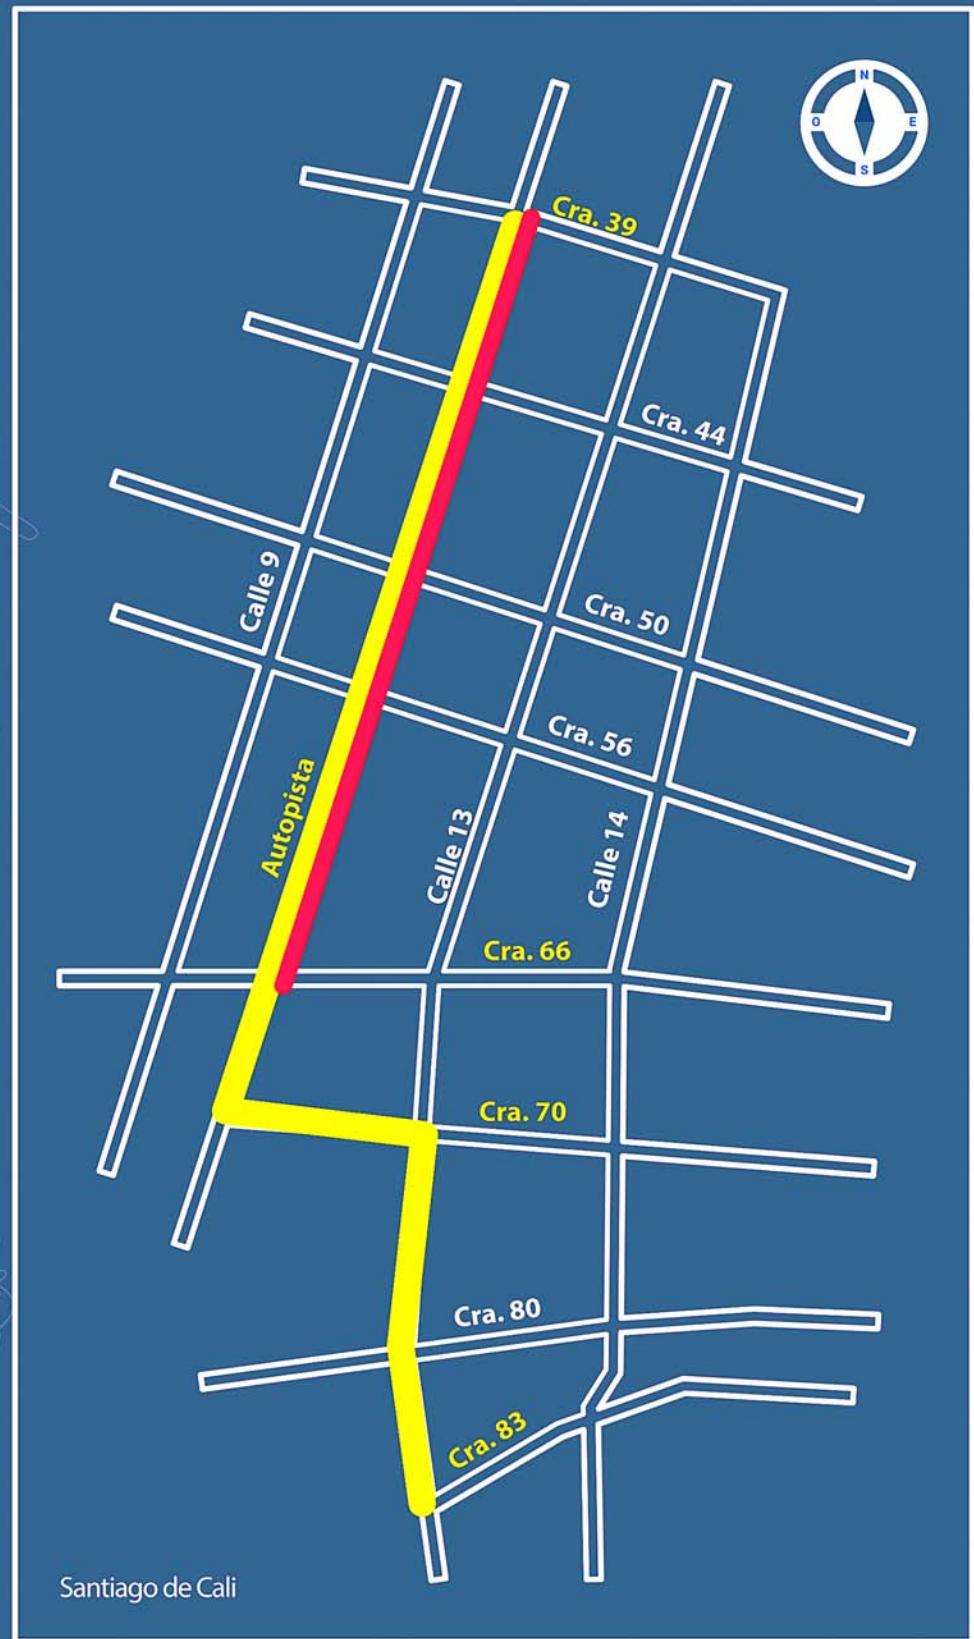 N
O
E
S
Cra. 39
Cra. 44
Calle 9
Cra. 50
Cra. 56
Autopista
Calle 13
Calle 14
Cra. 66
Cra. 70
Cra. 80
Cra. 83
Santiago de Cali